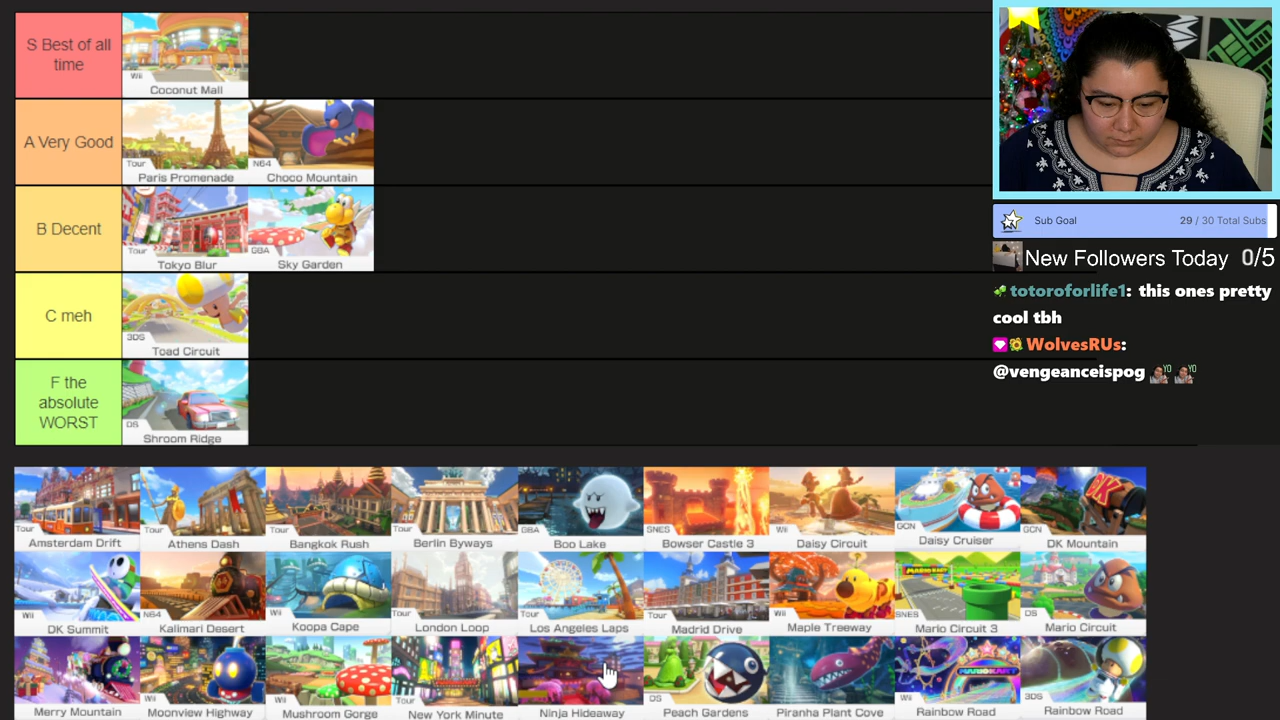 S Best of all
time
Wii
Coconut Mall
A Very Good
Tour
Paris Promenade
N64
Choco Mountain
B Decent
Tour
Tokyo Blur
GBA
Sky Garden
C meh
3DS
Toad Circuit
F the
absolute
WORST
DS
Shroom Ridge
Sub Goal
29 / 30 Total Subs
New Followers Today 0/5
totoroforlife1: this ones pretty
cool tbh
WolvesRUs:
@vengeanceispog YO YO
Tour
Amsterdam Drift
Tour
Athens Dash
Tour
Bangkok Rush
Tour
Berlin Byways
GBA
Boo Lake
SNES
Bowser Castle 3
Wii
Daisy Circuit
GCN
Daisy Cruiser
GCN
DK
DK Mountain
Wii
DK Summit
N64
Kalimari Desert
Wii
Koopa Cape
Tour
London Loop
Tour
Los Angeles Laps
Tour
Madrid Drive
Wii
Maple Treeway
MARIO KART
SNES
Mario Circuit 3
DS
Mario Circuit
Merry Mountain
Wii
Moonview Highway
Wii
Mushroom Gorge
Tour
New York Minute
Ninja Hideaway
DS
Peach Gardens
Piranha Plant Cove
MARIOKART
Wii
Rainbow Road
3DS
Rainbow Road